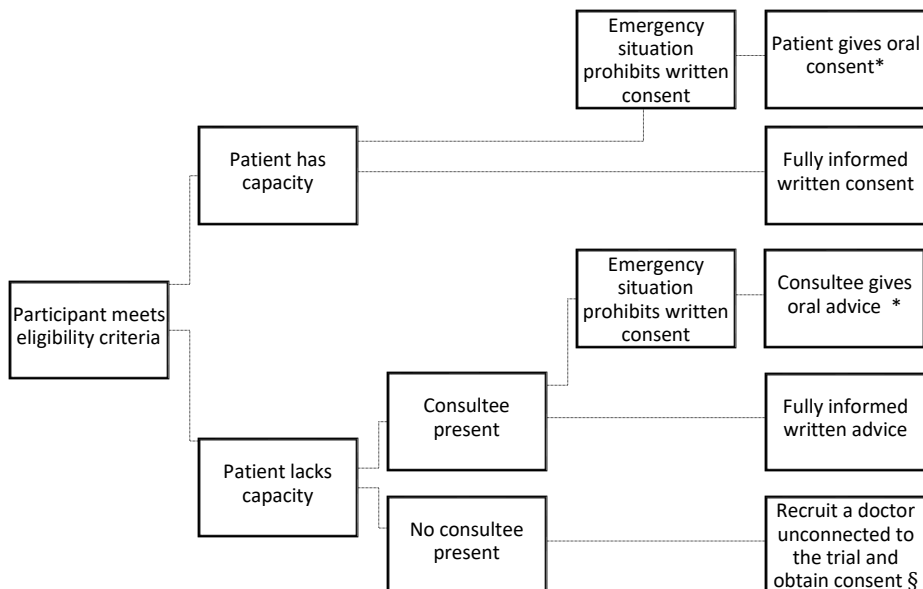 Emergency
situation
prohibits written
consent
Patient gives oral
consent*
Patient has
capacity
Fully informed
written consent
Participant meets
eligibility criteria
Emergency
situation
prohibits written
consent
Consultee gives
oral advice *
Consultee
present
Fully informed
written advice
Patient lacks
capacity
No consultee
present
Recruit a doctor
unconnected to
the trial and
obtain consent §